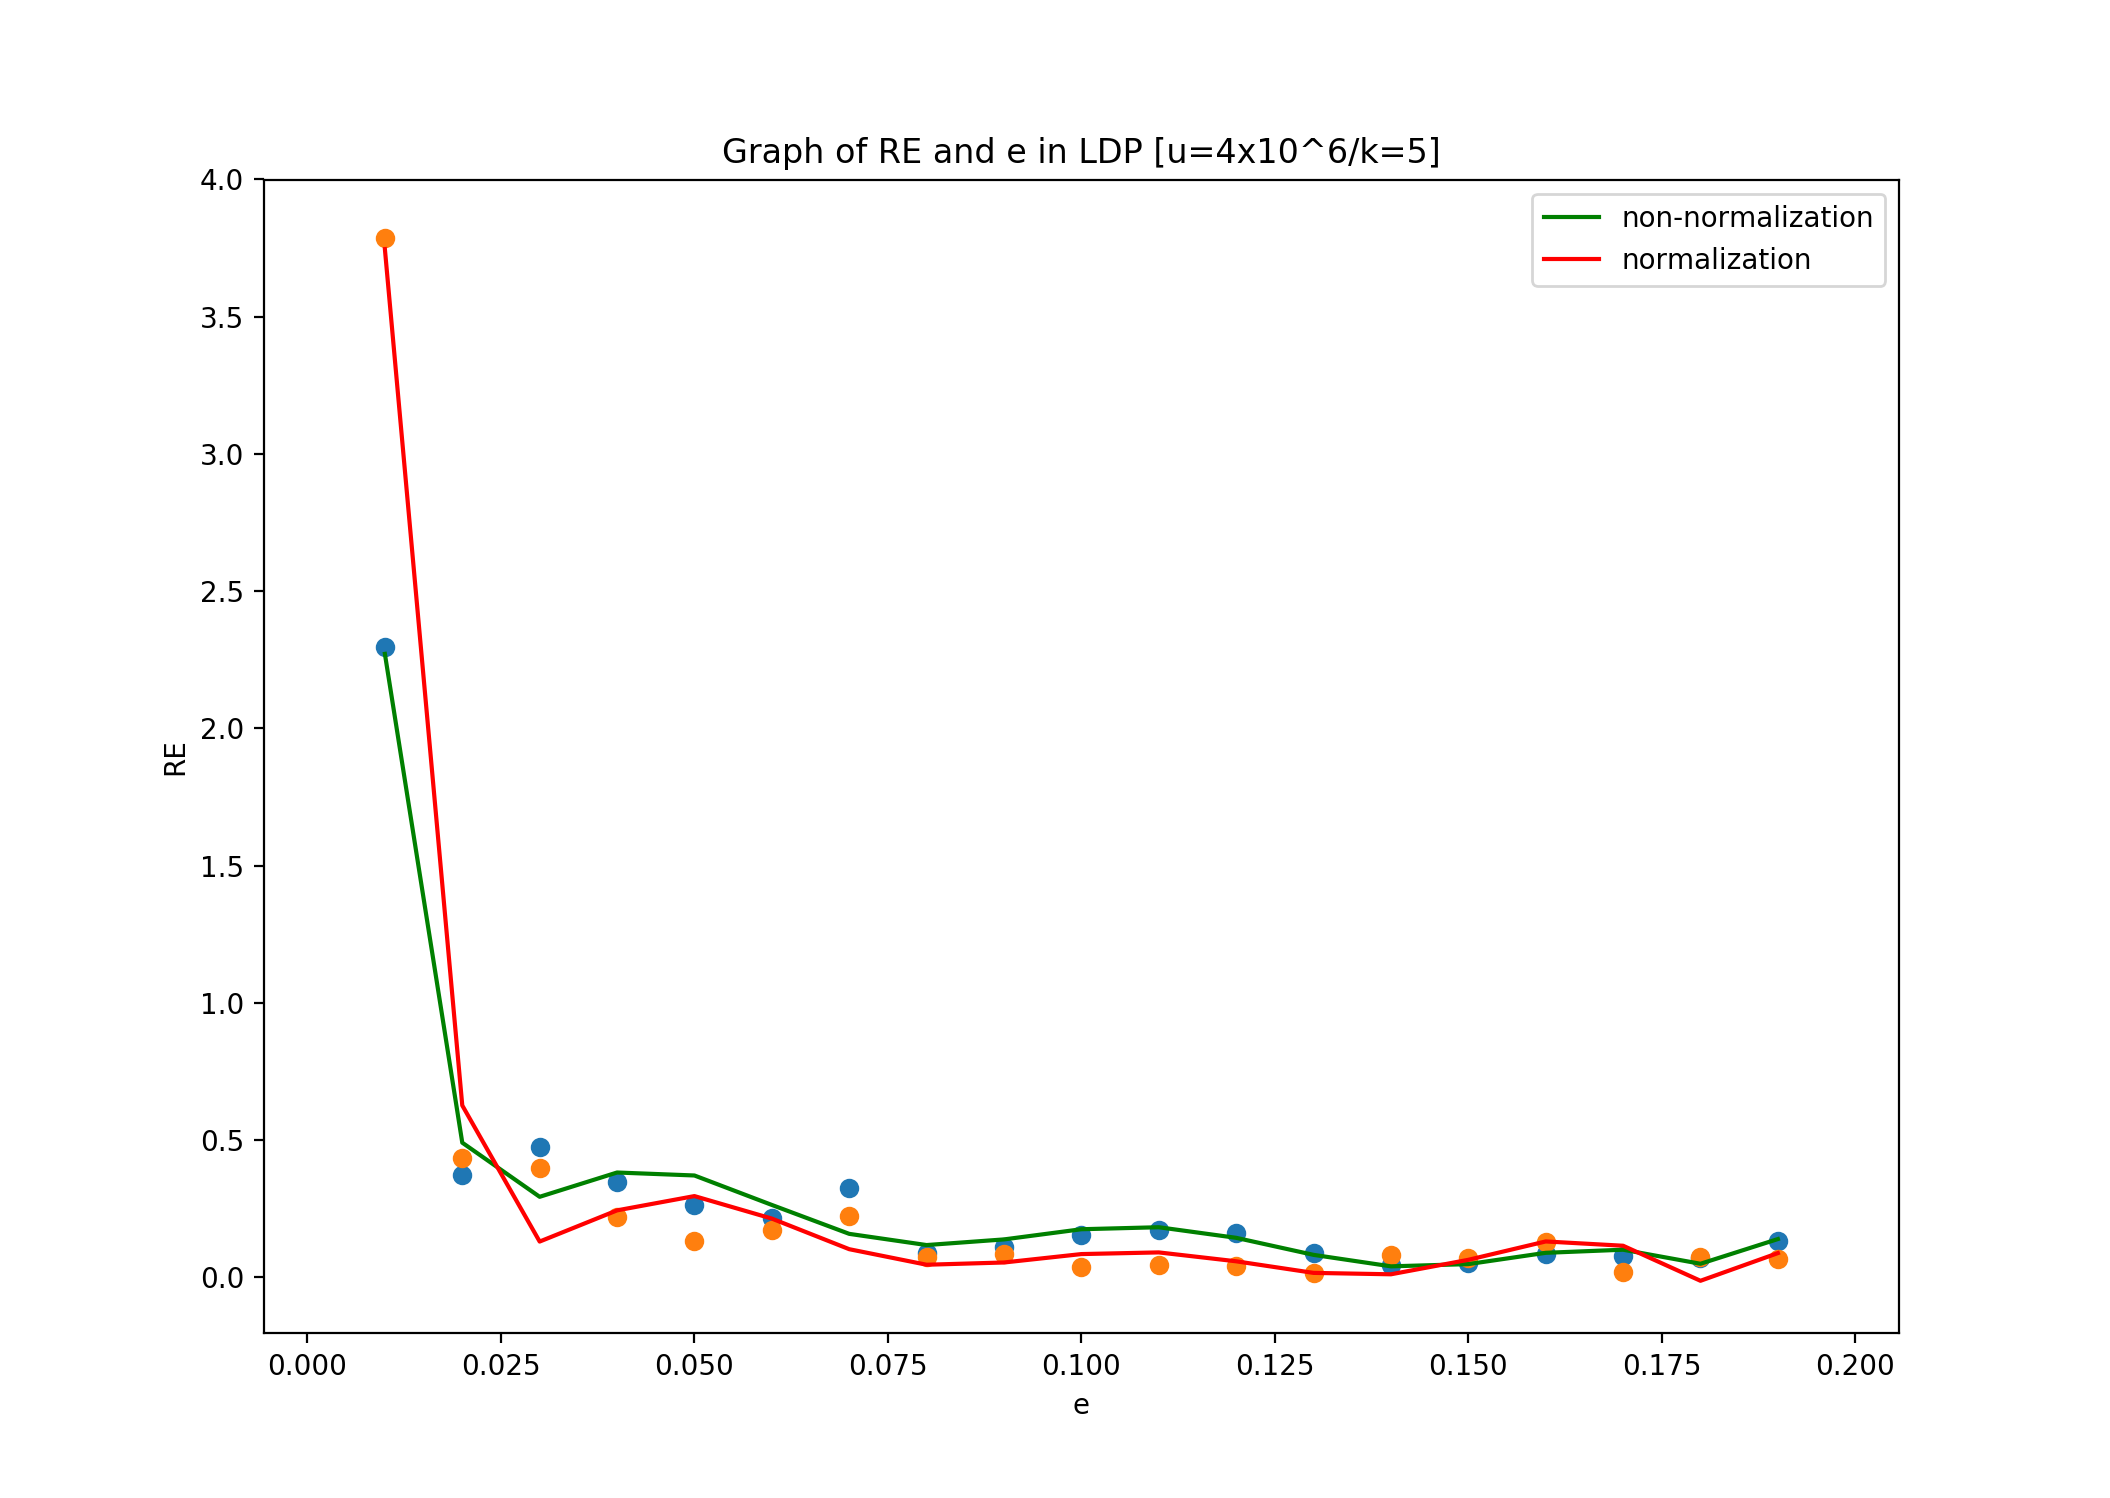 Graph of RE and e in LDP [u=4x10^6/k=5]
non-normalization
normalization
4.0
3.5
3.0
2.5
2.0
1.5
1.0
0.5
0.0
RE
0.000 0.025 0.050 0.075 0.100 0.125 0.150 0.175 0.200
e